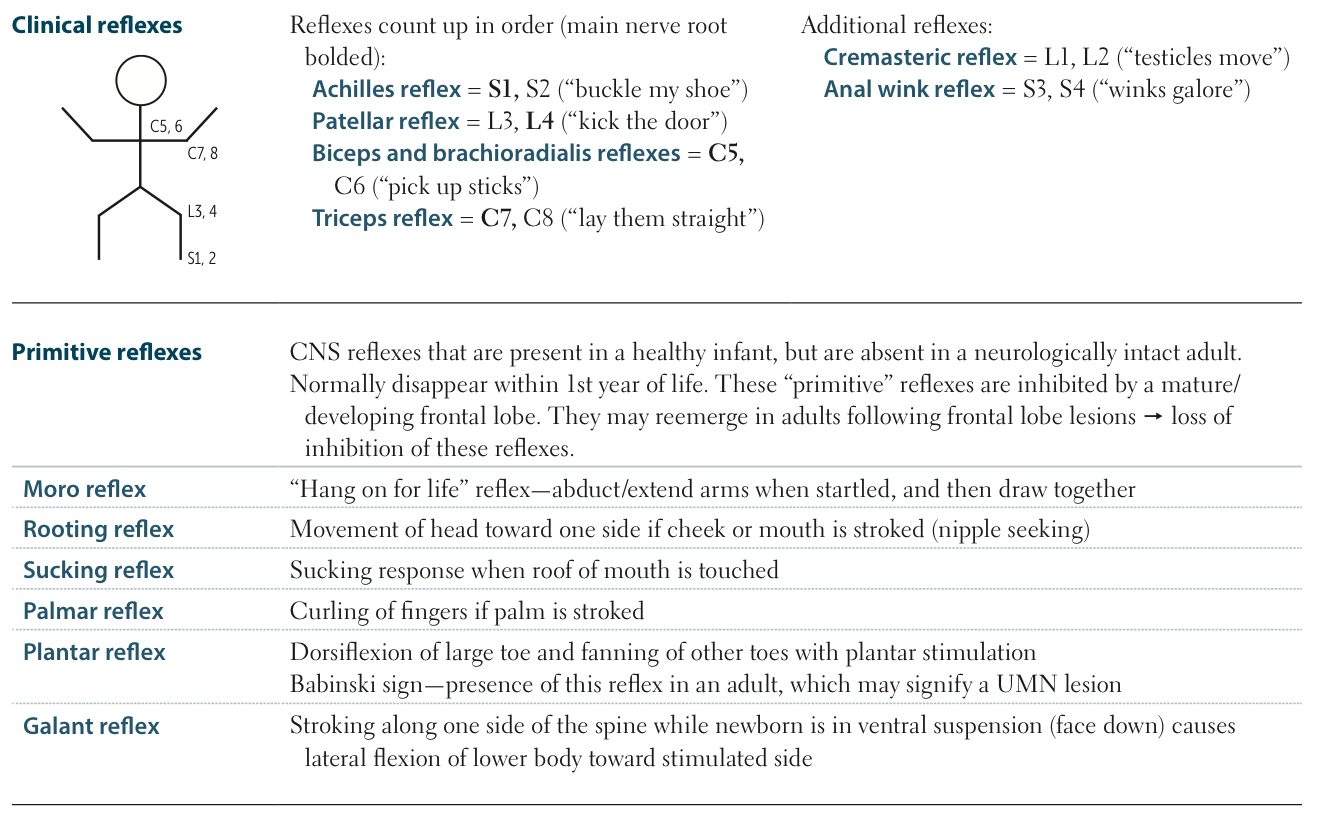 Clinical reflexes
C5, 6
C7, 8
L3, 4
S1, 2
Reflexes count up in order (main nerve root
bolded):
Achilles reflex = S1, S2 (“buckle my shoe”)
Patellar reflex = L3, L4 (“kick the door”)
Biceps and brachioradialis reflexes = C5,
C6 (“pick up sticks”)
Triceps reflex = C7, C8 (“lay them straight”)
Additional reflexes:
Cremasteric reflex = L1, L2 (“testicles move”)
Anal wink reflex = S3, S4 (“winks galore”)
Primitive reflexes
CNS reflexes that are present in a healthy infant, but are absent in a neurologically intact adult.
Normally disappear within 1st year of life. These “primitive” reflexes are inhibited by a mature/
developing frontal lobe. They may reemerge in adults following frontal lobe lesions → loss of
inhibition of these reflexes.
Moro reflex
“Hang on for life” reflex—abduct/extend arms when startled, and then draw together
Rooting reflex
Movement of head toward one side if cheek or mouth is stroked (nipple seeking)
Sucking reflex
Sucking response when roof of mouth is touched
Palmar reflex
Curling of fingers if palm is stroked
Plantar reflex
Dorsiflexion of large toe and fanning of other toes with plantar stimulation
Babinski sign—presence of this reflex in an adult, which may signify a UMN lesion
Galant reflex
Stroking along one side of the spine while newborn is in ventral suspension (face down) causes
lateral flexion of lower body toward stimulated side